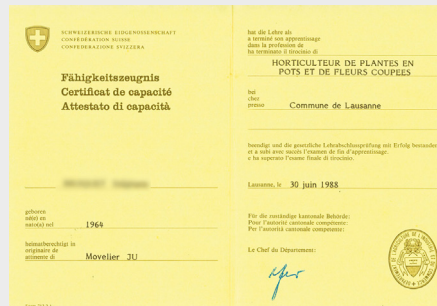 SCHWEIZERISCHE EIDGENOSSENSCHAFT
CONFÉDÉRATION SUISSE
CONFEDERAZIONE SVIZZERA
Fähigkeitszeugnis
Certificat de capacité
Attestato di capacità
geboren
né(e) en
nato(a) nel 1964
heimatberechtigt in
originaire de
attinente di Movelier JU
hat die Lehre als
a terminé son apprentissage
dans la profession de
ha terminato il tirocinio di
HORTICULTEUR DE PLANTES EN
POTS ET DE FLEURS COUPEES
bei
chez
presso Commune de Lausanne
beendigt und die gesetzliche Lehrabschlussprüfung mit Erfolg bestanden
et a subi avec succès l'examen de fin d'apprentissage.
e ha superato l'esame finale di tirocinio.
Lausanne, le 30 juin 1988
Für die zuständige kantonale Behörde:
Pour l'autorité cantonale compétente:
Per l'autorità cantonale competente:
Le Chef du Département: